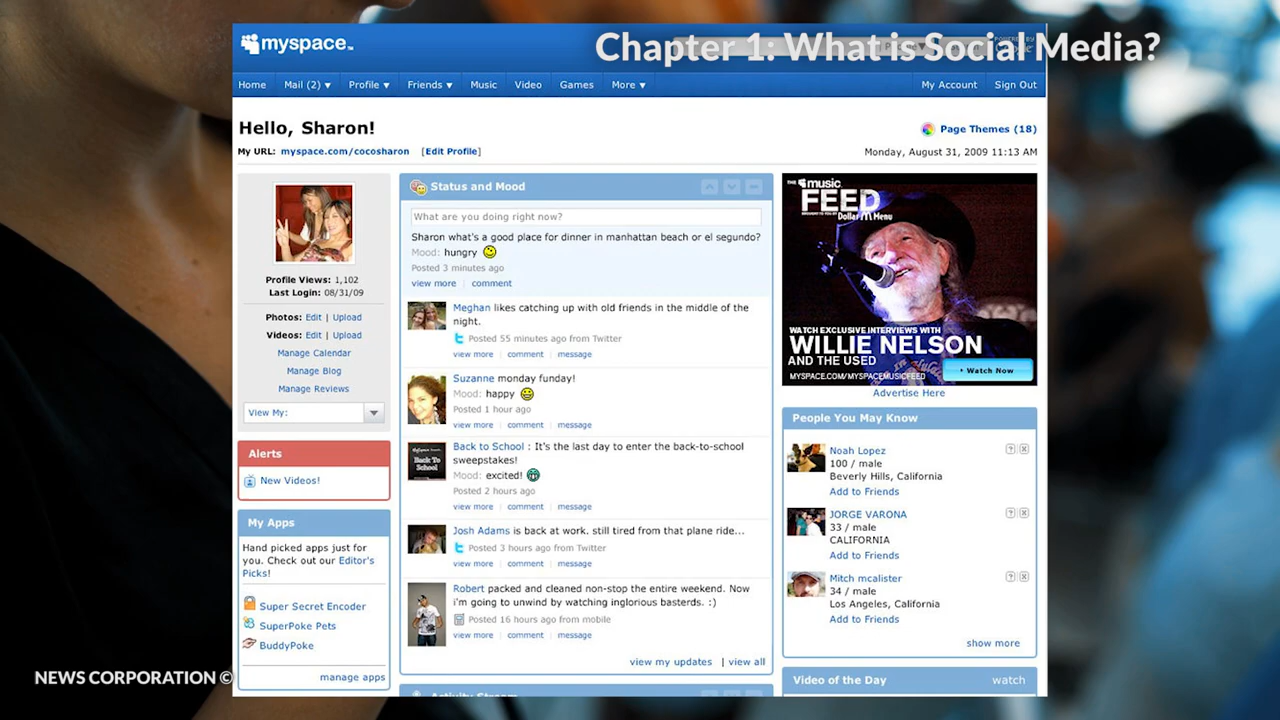 myspace™
Chapter 1: What is Social Media?
Home
Mail (2) ▼
Profile ▼
Friends ▼
Music
Video
Games
More ▼
My Account
Sign Out
Hello, Sharon!
Page Themes (18)
My URL: myspace.com/cocosharon [Edit Profile]
Monday, August 31, 2009 11:13 AM
Profile Views: 1,102
Last Login: 08/31/09
Photos: Edit | Upload
Videos: Edit | Upload
Manage Calendar
Manage Blog
Manage Reviews
View My:
Alerts
New Videos!
My Apps
Hand picked apps just for
you. Check out our Editor's
Picks!
Super Secret Encoder
SuperPoke Pets
BuddyPoke
manage apps
Status and Mood
What are you doing right now?
Sharon what's a good place for dinner in manhattan beach or el segundo?
Mood: hungry
Posted 3 minutes ago
view more | comment
Meghan likes catching up with old friends in the middle of the
night.
Posted 55 minutes ago from Twitter
view more | comment | message
Suzanne monday funday!
Mood: happy
Posted 1 hour ago
view more | comment | message
Back To School
Back to School : It's the last day to enter the back-to-school
sweepstakes!
Mood: excited!
Posted 2 hours ago
view more | comment | message
Josh Adams is back at work. still tired from that plane ride...
Posted 3 hours ago from Twitter
view more | comment | message
Robert packed and cleaned non-stop the entire weekend. Now
i'm going to unwind by watching inglorious basterds. :)
Posted 16 hours ago from mobile
view more | comment | message
view my updates | view all
Activity Stream
THE music
FEED
BROUGHT TO YOU BY Dollar Menu
WATCH EXCLUSIVE INTERVIEWS WITH
WILLIE NELSON
AND THE USED
MYSPACE.COM/MYSPACEMUSICFEED
Watch Now
Advertise Here
People You May Know
Noah Lopez
100 / male
Beverly Hills, California
Add to Friends
JORGE VARONA
33 / male
CALIFORNIA
Add to Friends
Mitch mcalister
34 / male
Los Angeles, California
Add to Friends
show more
Video of the Day
watch
NEWS CORPORATION ©